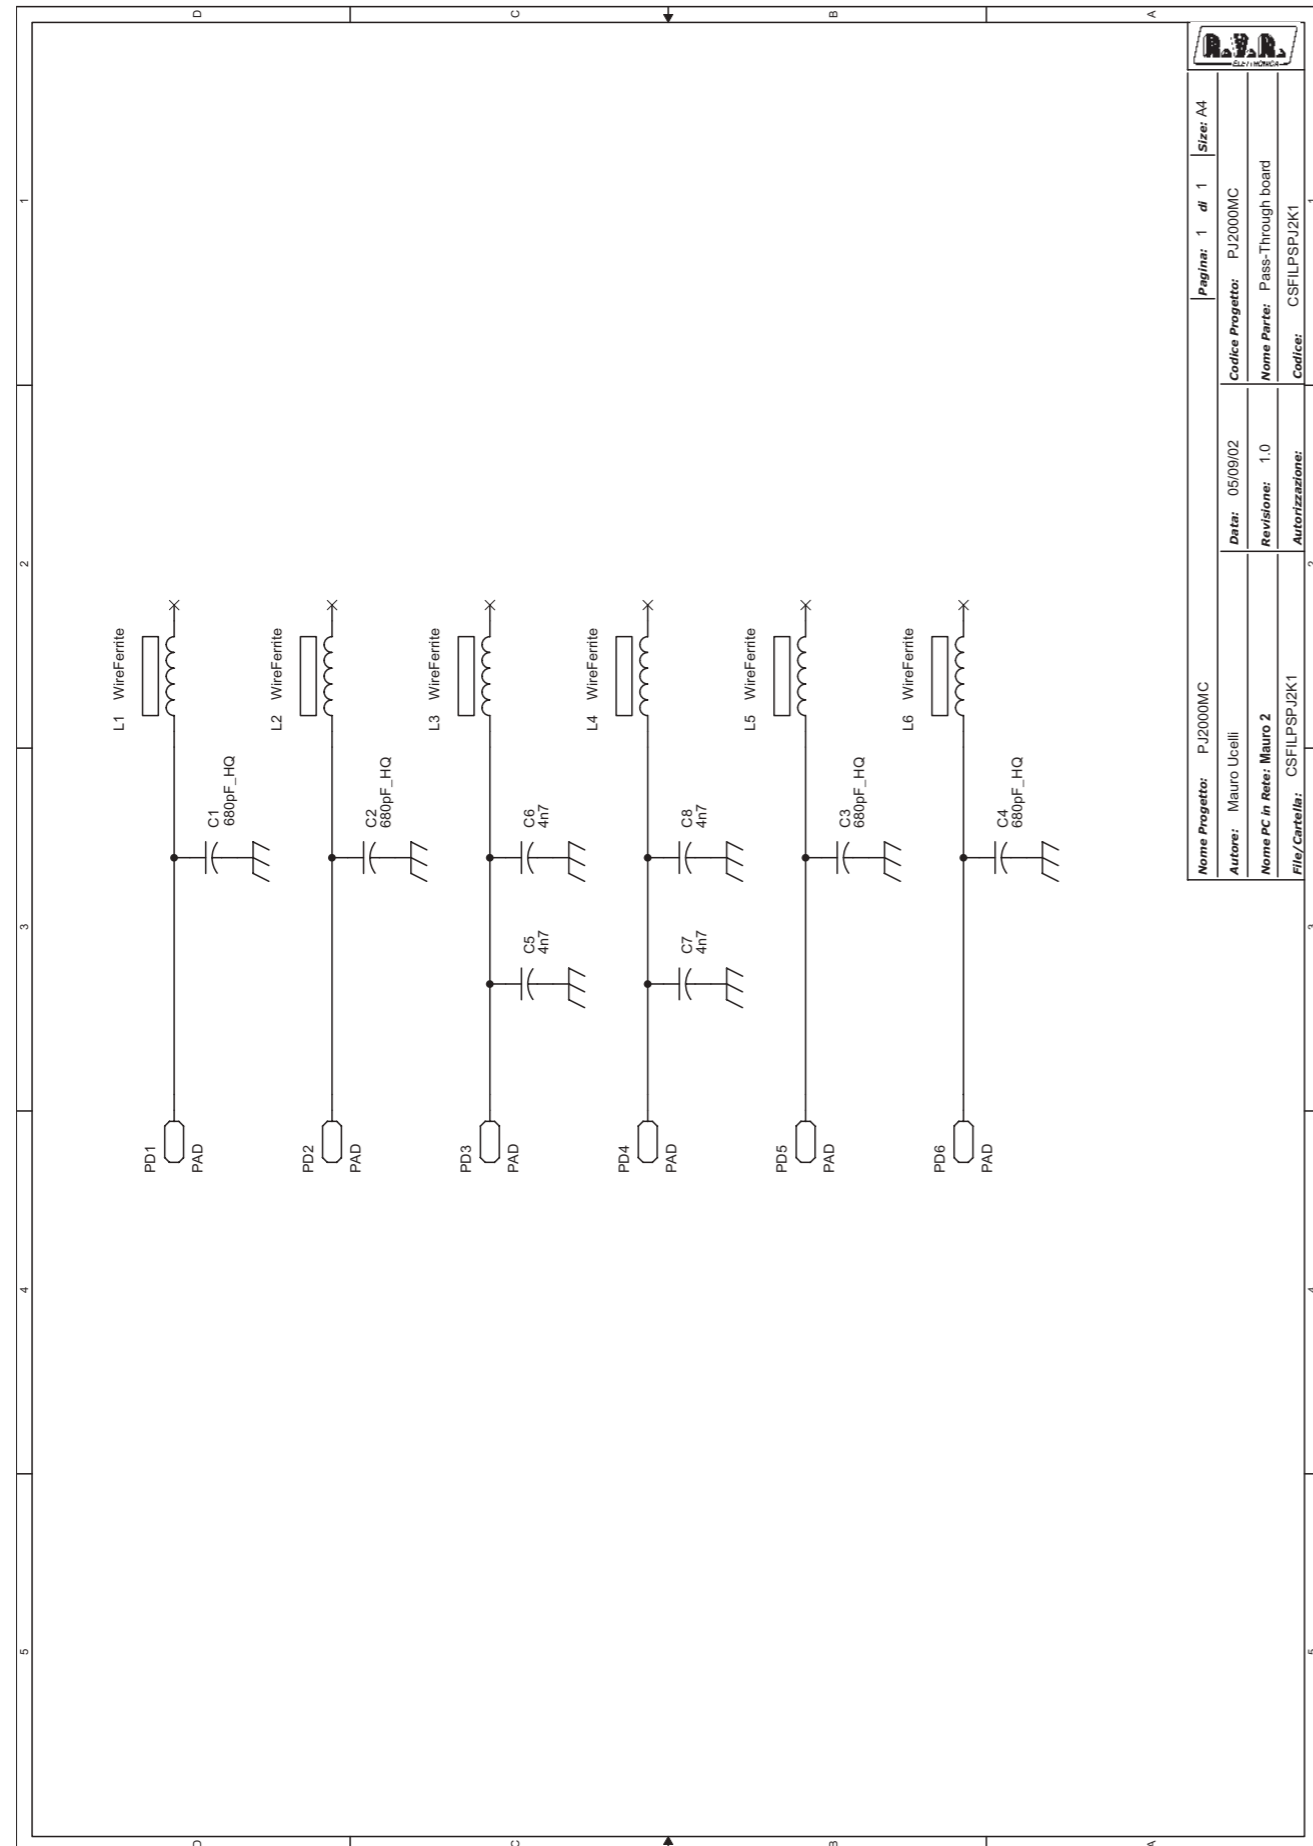 D
C
B
A
1
2
3
4
5
L1 WireFerrite
C1
680pF_HQ
PD1
PAD
L2 WireFerrite
C2
680pF_HQ
PD2
PAD
L3 WireFerrite
C6
4n7
C5
4n7
PD3
PAD
L4 WireFerrite
C8
4n7
C7
4n7
PD4
PAD
L5 WireFerrite
C3
680pF_HQ
PD5
PAD
L6 WireFerrite
C4
680pF_HQ
PD6
PAD
R.V.R.
ELETTRONICA
Nome Progetto: PJ2000MC
Pagina: 1 di 1
Size: A4
Autore: Mauro Ucelli
Data: 05/09/02
Codice Progetto: PJ2000MC
Nome PC in Rete: Mauro 2
Revisione: 1.0
Nome Parte: Pass-Through board
File/Cartella: CSFILPSPJ2K1
Autorizzazione:
Codice: CSFILPSPJ2K1